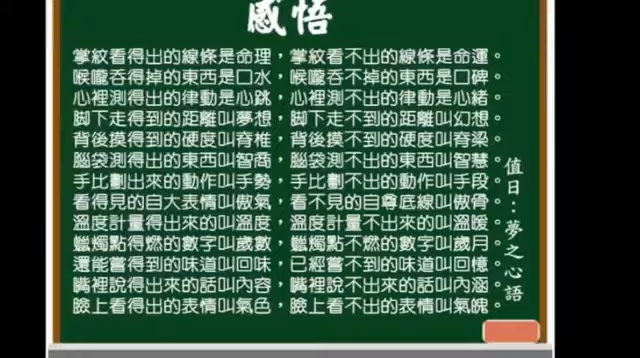 感悟
掌紋看得出的線條是命理，掌紋看不出的線條是命運。
喉嚨吞得掉的東西是口水，喉嚨吞不掉的東西是口碑。
心裡測得出的律動是心跳，心裡測不出的律動是心緒。
脚下走得到的距離叫夢想，脚下走不到的距離叫幻想。
背後摸得到的硬度叫脊椎，背後摸不到的硬度叫脊梁。
腦袋測得出的東西叫智商，腦袋測不出的東西叫智慧。
手比劃出來的動作叫手勢，手比劃不出的動作叫手段。
看得見的自大表情叫傲氣，看不見的自尊底線叫傲骨。
溫度計量得出來的叫溫度，溫度計量不出來的叫溫暖。
蠟燭點得燃的數字叫歲數，蠟燭點不燃的數字叫歲月。
還能嘗得到的味道叫回味，已經嘗不到的味道叫回憶。
嘴裡說得出來的話叫內容，嘴裡說不出來的話叫內涵。
臉上看得出的表情叫氣色，臉上看不出的表情叫氣魄。
值日：夢之心語